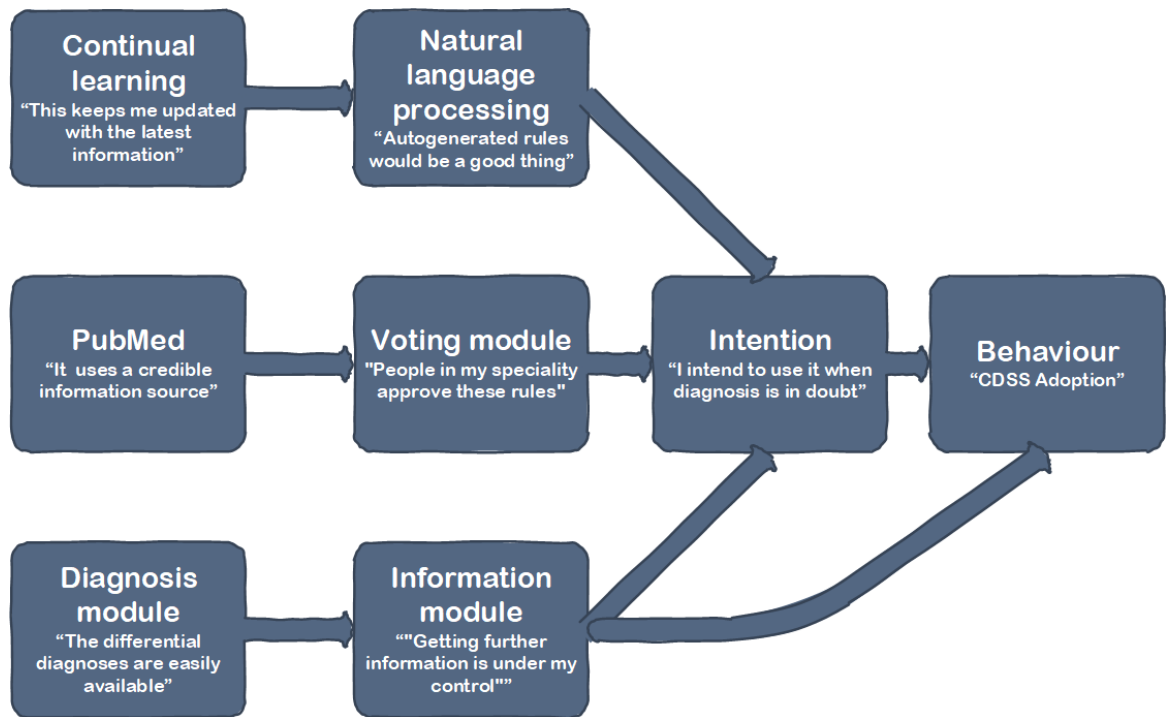 Continual
learning
“This keeps me updated
with the latest
information”
Natural
language
processing
“Autogenerated rules
would be a good thing”
PubMed
“It uses a credible
information source”
Voting module
"People in my speciality
approve these rules"
Intention
“I intend to use it when
diagnosis is in doubt”
Behaviour
“CDSS Adoption”
Diagnosis
module
“The differential
diagnoses are easily
available”
Information
module
“"Getting further
information is under my
control"”